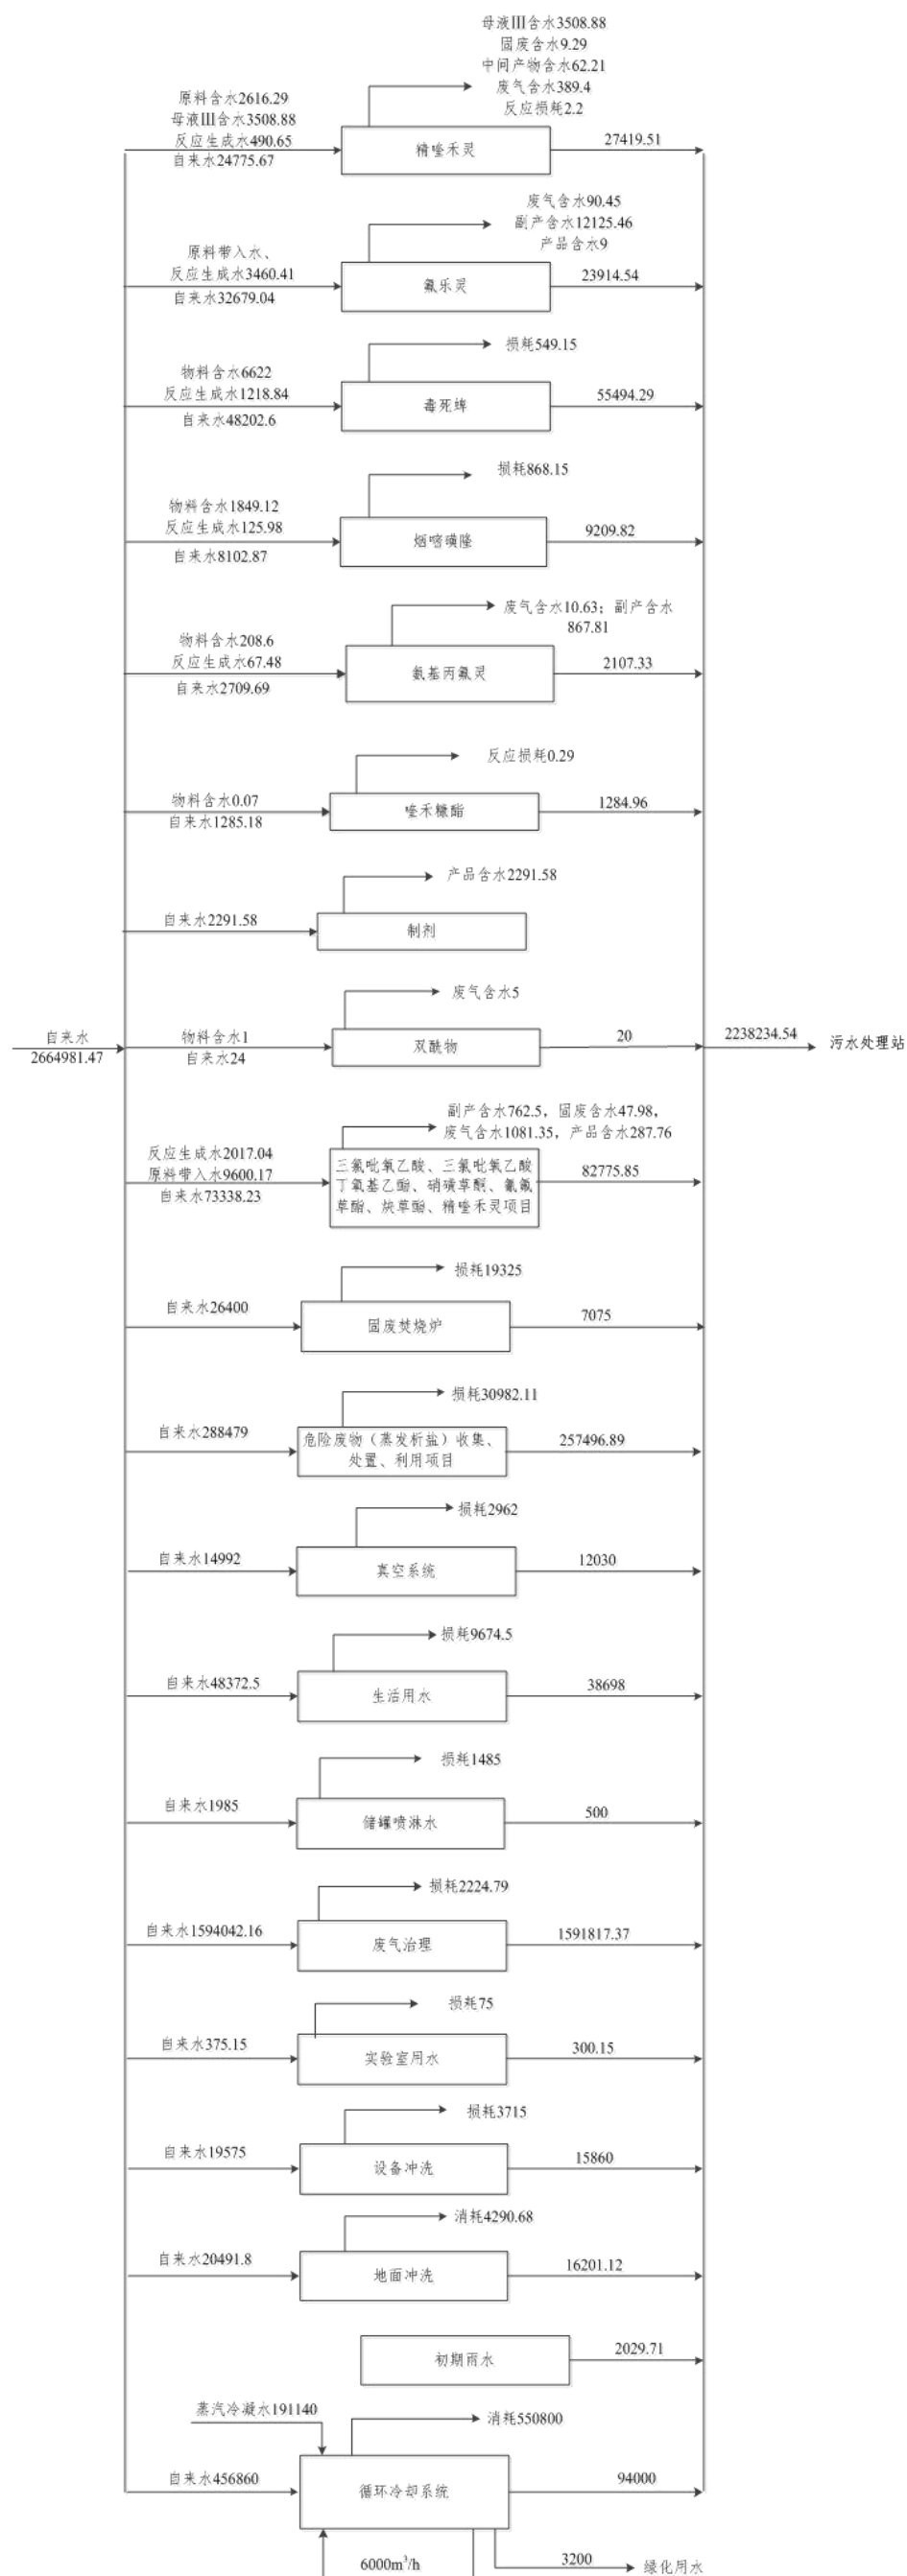 母液III含水3508.88
固废含水9.29
中间产物含水62.21
废气含水389.4
反应损耗2.2
原料含水2616.29
母液III含水3508.88
反应生成水490.65
自来水24775.67
精喹禾灵
27419.51
废气含水90.45
副产含水12125.46
产品含水9
原料带入水、
反应生成水3460.41
自来水32679.04
氟乐灵
23914.54
损耗549.15
物料含水6622
反应生成水1218.84
自来水48202.6
毒死蜱
55494.29
损耗868.15
物料含水1849.12
反应生成水125.98
自来水8102.87
烟嘧磺隆
9209.82
废气含水10.63；副产含水
867.81
物料含水208.6
反应生成水67.48
自来水2709.69
氨基丙氟灵
2107.33
反应损耗0.29
物料含水0.07
自来水1285.18
喹禾糠酯
1284.96
产品含水2291.58
自来水2291.58
制剂
废气含水5
自来水
2664981.47
物料含水1
自来水24
双酰物
20
2238234.54
污水处理站
副产含水762.5，固废含水47.98，
废气含水1081.35，产品含水287.76
反应生成水2017.04
原料带入水9600.17
自来水73338.23
三氯吡氧乙酸、三氯吡氧乙酸
丁氧基乙酯、硝磺草酮、氰氟
草酯、炔草酯、精喹禾灵项目
82775.85
损耗19325
自来水26400
固废焚烧炉
7075
损耗30982.11
自来水288479
危险废物（蒸发析盐）收集、
处置、利用项目
257496.89
损耗2962
自来水14992
真空系统
12030
损耗9674.5
自来水48372.5
生活用水
38698
损耗1485
自来水1985
储罐喷淋水
500
损耗2224.79
自来水1594042.16
废气治理
1591817.37
损耗75
自来水375.15
实验室用水
300.15
损耗3715
自来水19575
设备冲洗
15860
消耗4290.68
自来水20491.8
地面冲洗
16201.12
初期雨水
2029.71
蒸汽冷凝水191140
消耗550800
自来水456860
循环冷却系统
94000
6000m³/h
3200
绿化用水